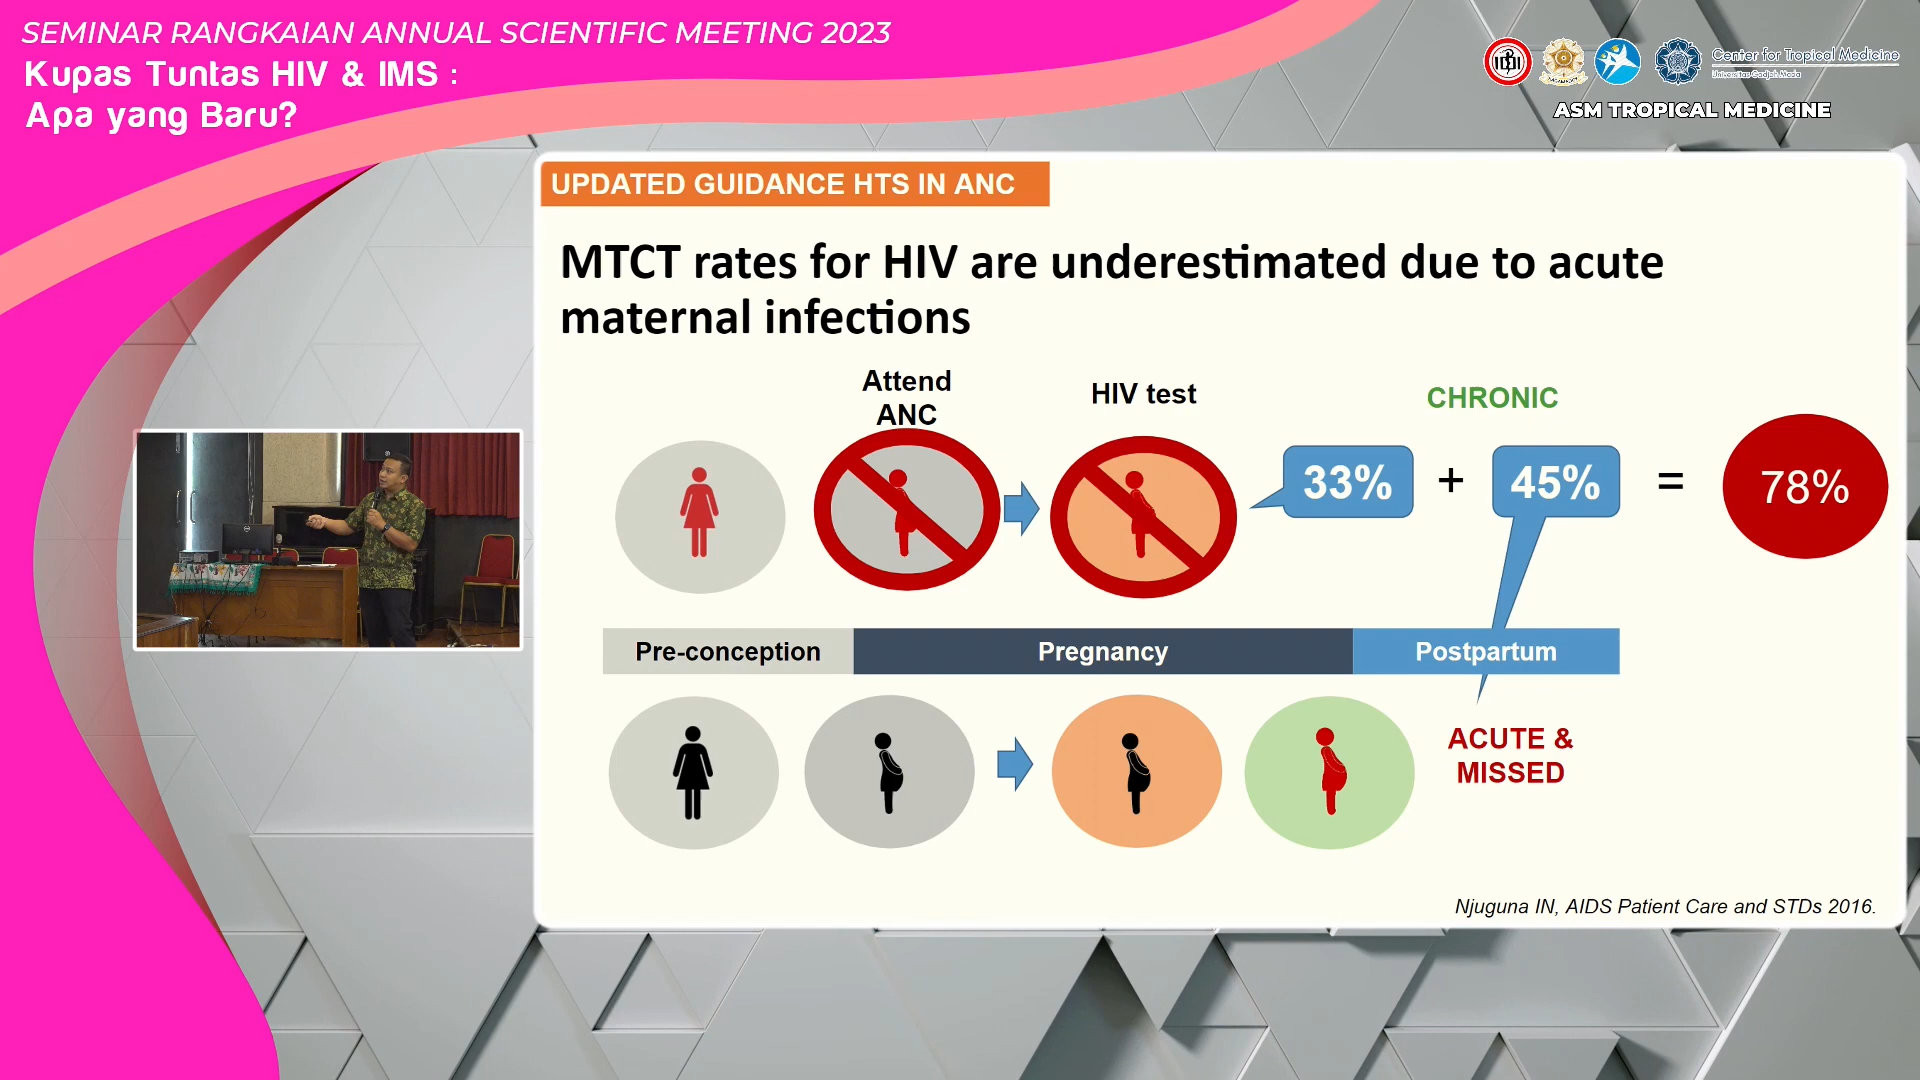 SEMINAR RANGKAIAN ANNUAL SCIENTIFIC MEETING 2023
Kupas Tuntas HIV & IMS :
Apa yang Baru?
Center for Tropical Medicine
Universitas Gadjah Mada
ASM TROPICAL MEDICINE
UPDATED GUIDANCE HTS IN ANC
MTCT rates for HIV are underestimated due to acute
maternal infections
Attend
ANC
HIV test
CHRONIC
33%
+
45%
=
78%
Pre-conception
Pregnancy
Postpartum
ACUTE &
MISSED
Njuguna IN, AIDS Patient Care and STDs 2016.